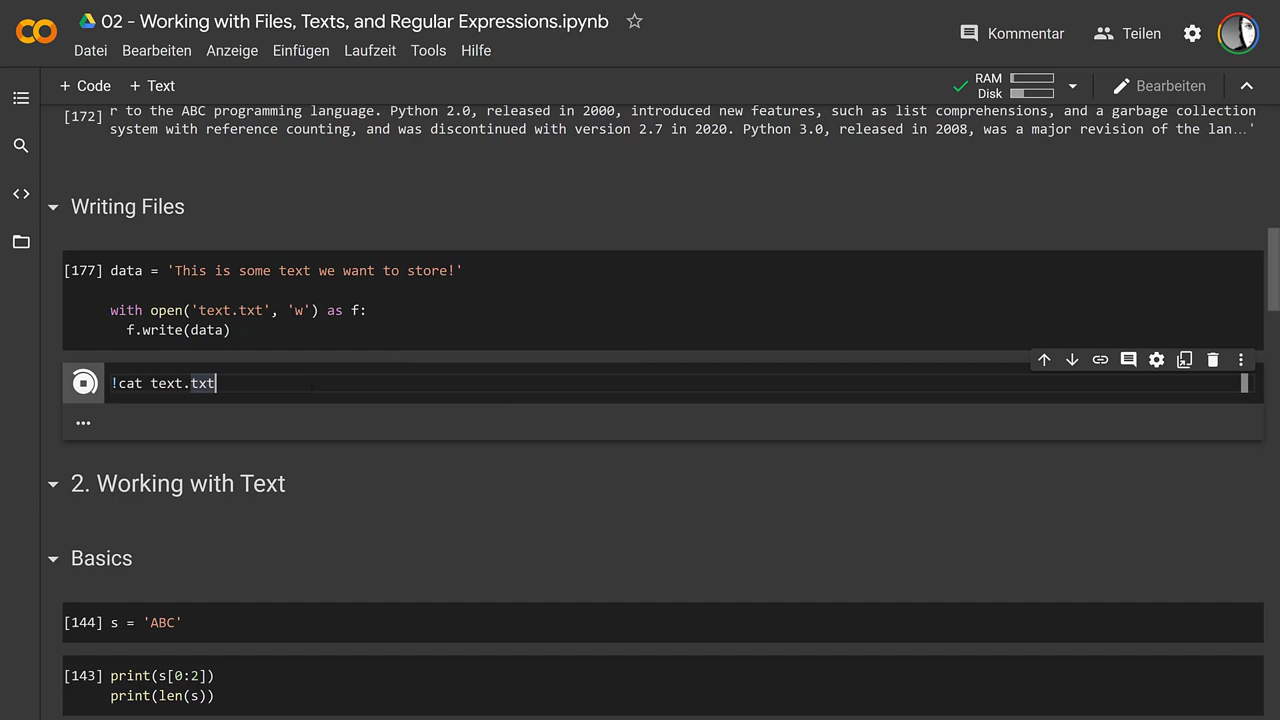 02 - Working with Files, Texts, and Regular Expressions.ipynb
Datei Bearbeiten Anzeige Einfügen Laufzeit Tools Hilfe
Kommentar Teilen
+ Code + Text
RAM
Disk
Bearbeiten
[172] r to the ABC programming language. Python 2.0, released in 2000, introduced new features, such as list comprehensions, and a garbage collection
system with reference counting, and was discontinued with version 2.7 in 2020. Python 3.0, released in 2008, was a major revision of the lan…'
Writing Files
[177] data = 'This is some text we want to store!'
with open('text.txt', 'w') as f:
f.write(data)
!cat text.txt
...
2. Working with Text
Basics
[144] s = 'ABC'
[143] print(s[0:2])
print(len(s))